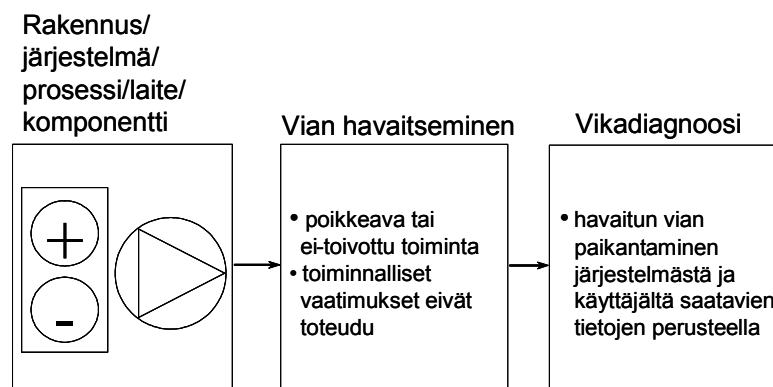 Rakennus/
järjestelmä/
prosessi/laite/
komponentti
+
-
Vian havaitseminen
• poikkeava tai
ei-toivottu toiminta
• toiminnalliset
vaatimukset eivät
toteudu
Vikadiagnoosi
• havaitun vian
paikantaminen
järjestelmästä ja
käyttäjältä saatavien
tietojen perusteella